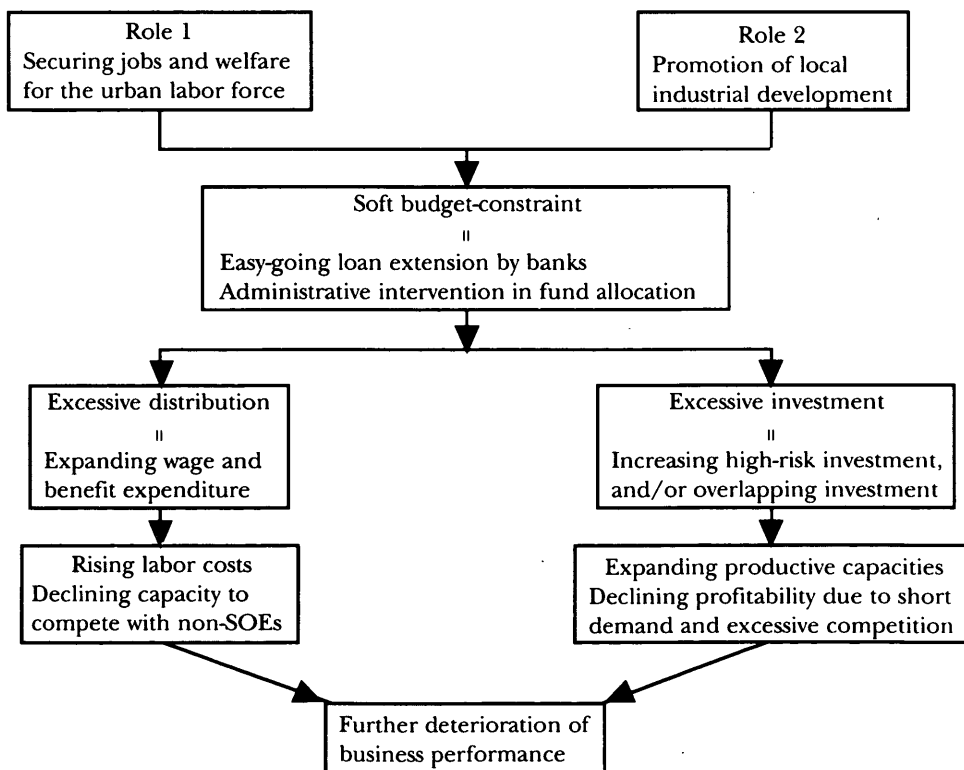 Role 1
Securing jobs and welfare
for the urban labor force
Role 2
Promotion of local
industrial development
Soft budget-constraint
=
Easy-going loan extension by banks
Administrative intervention in fund allocation
Excessive distribution
=
Expanding wage and
benefit expenditure
Excessive investment
=
Increasing high-risk investment,
and/or overlapping investment
Rising labor costs
Declining capacity to
compete with non-SOEs
Expanding productive capacities
Declining profitability due to short
demand and excessive competition
Further deterioration of
business performance